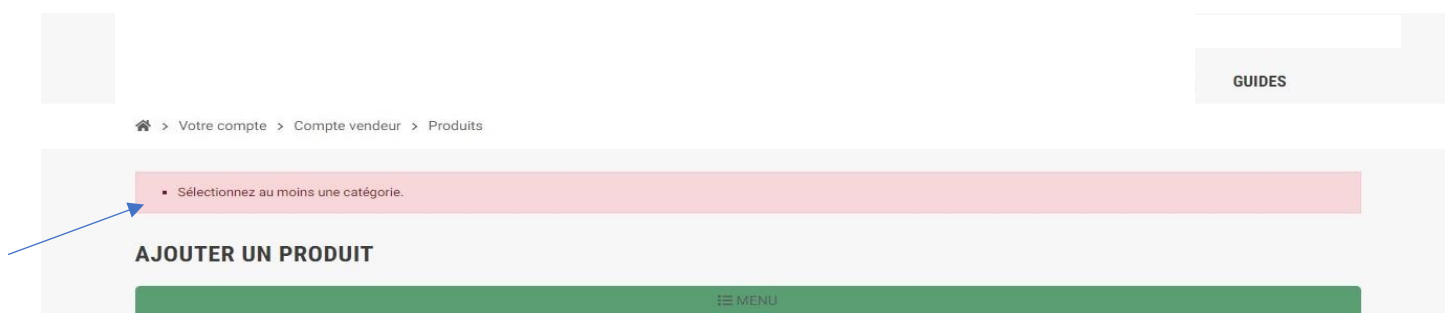 GUIDES
> Votre compte > Compte vendeur > Produits
▪ Sélectionnez au moins une catégorie.
AJOUTER UN PRODUIT
MENU